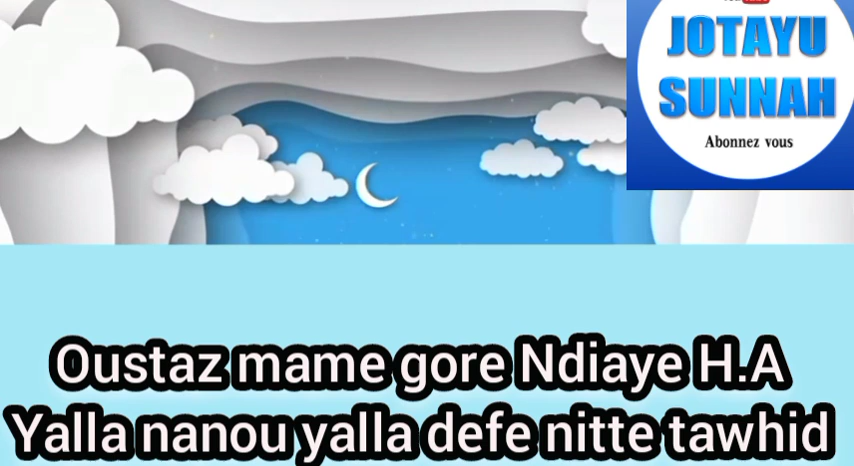 JOTAYU
SUNNAH
Abonnez vous
Oustaz mame gore Ndiaye H.A
Yalla nanou yalla defe nitte tawhid